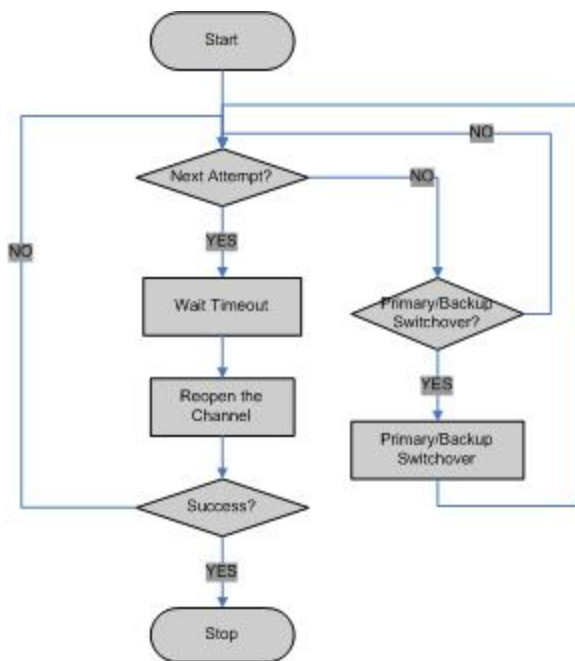 Start
NO
Next Attempt?
NO
NO
YES
Wait Timeout
Primary/Backup
Switchover?
Reopen the
Channel
YES
Primary/Backup
Switchover
Success?
YES
Stop